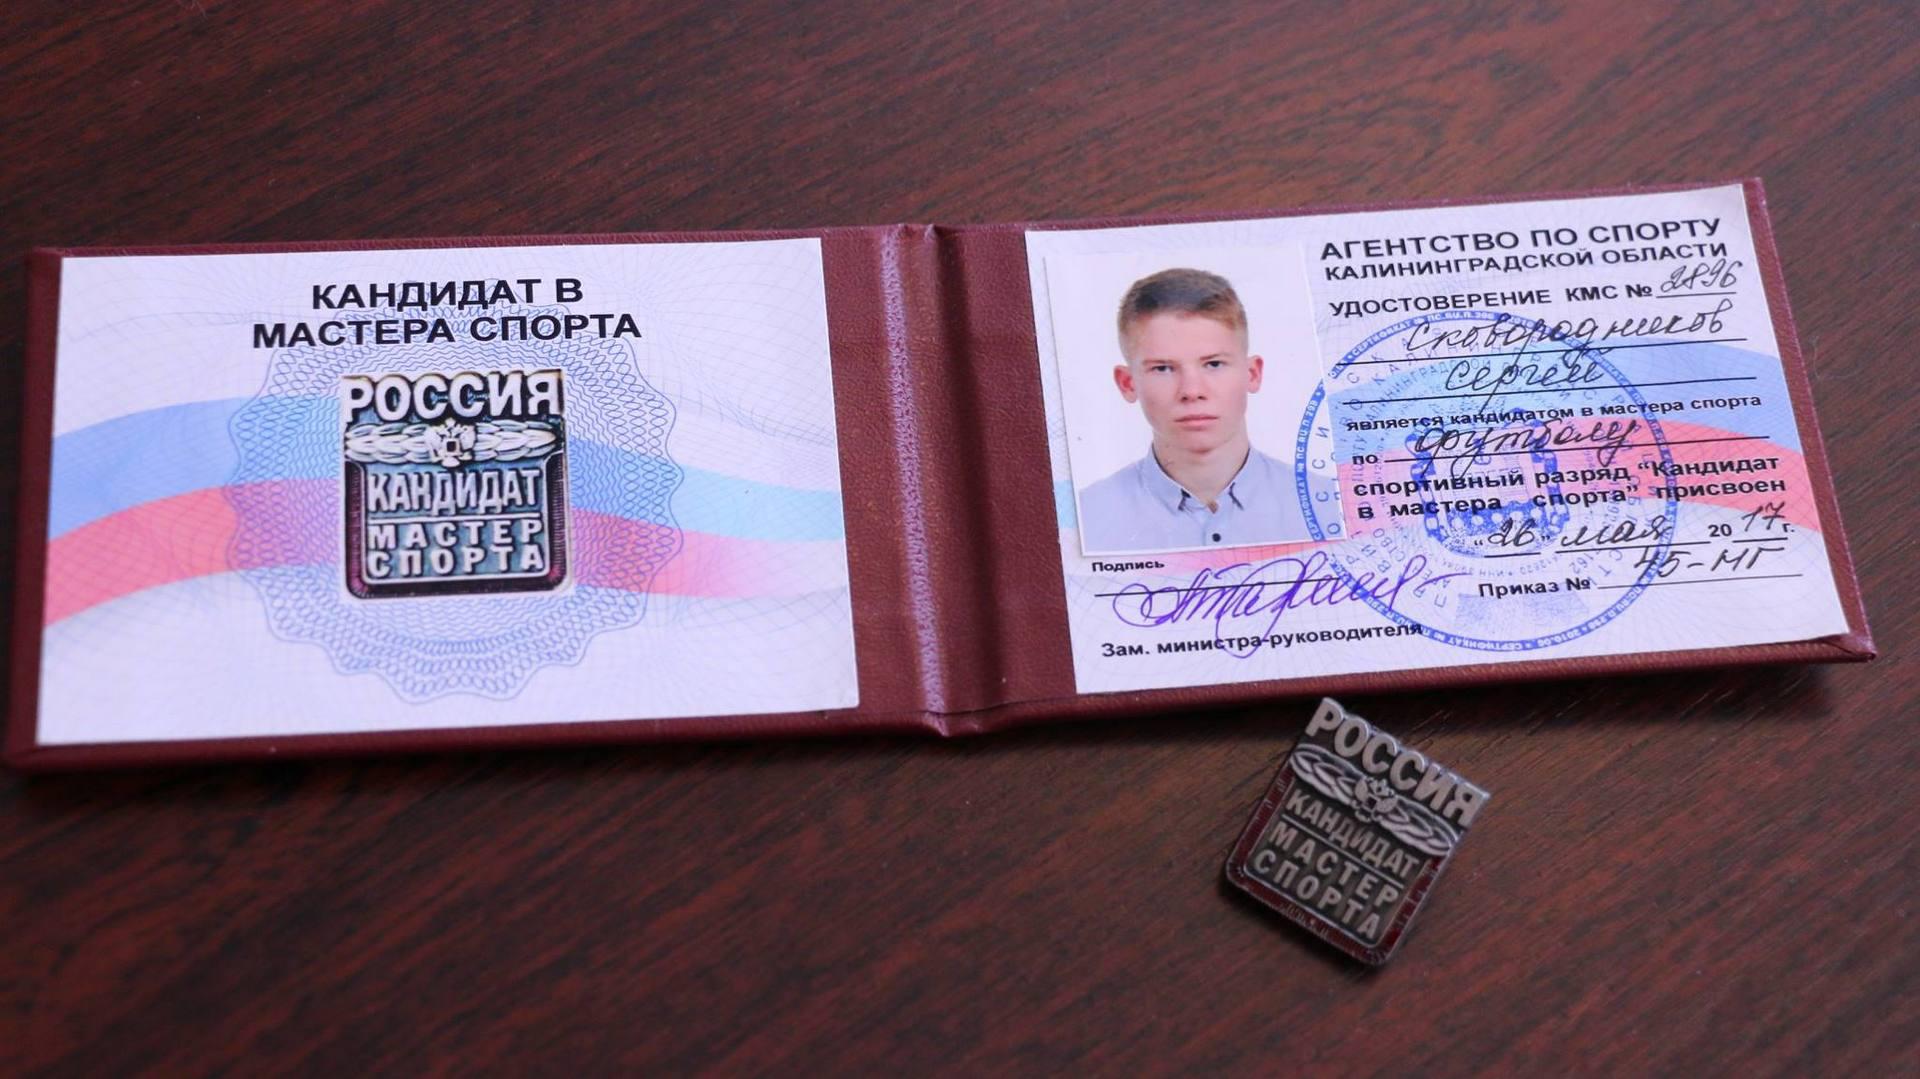 КАНДИДАТ В
МАСТЕРА СПОРТА
РОССИЯ
КАНДИДАТ
МАСТЕР
СПОРТА
АГЕНТСТВО ПО СПОРТУ
КАЛИНИНГРАДСКОЙ ОБЛАСТИ
УДОСТОВЕРЕНИЕ КМС № 2896
Сковородников
Сергей
является кандидатом в мастера спорта
по футболу
спортивный разряд "Кандидат
в мастера спорта" присвоен
"26" мая 2017г.
Приказ № 45-МГ
Подпись
Зам. министра-руководителя
РОССИЯ
КАНДИДАТ
МАСТЕР
СПОРТА